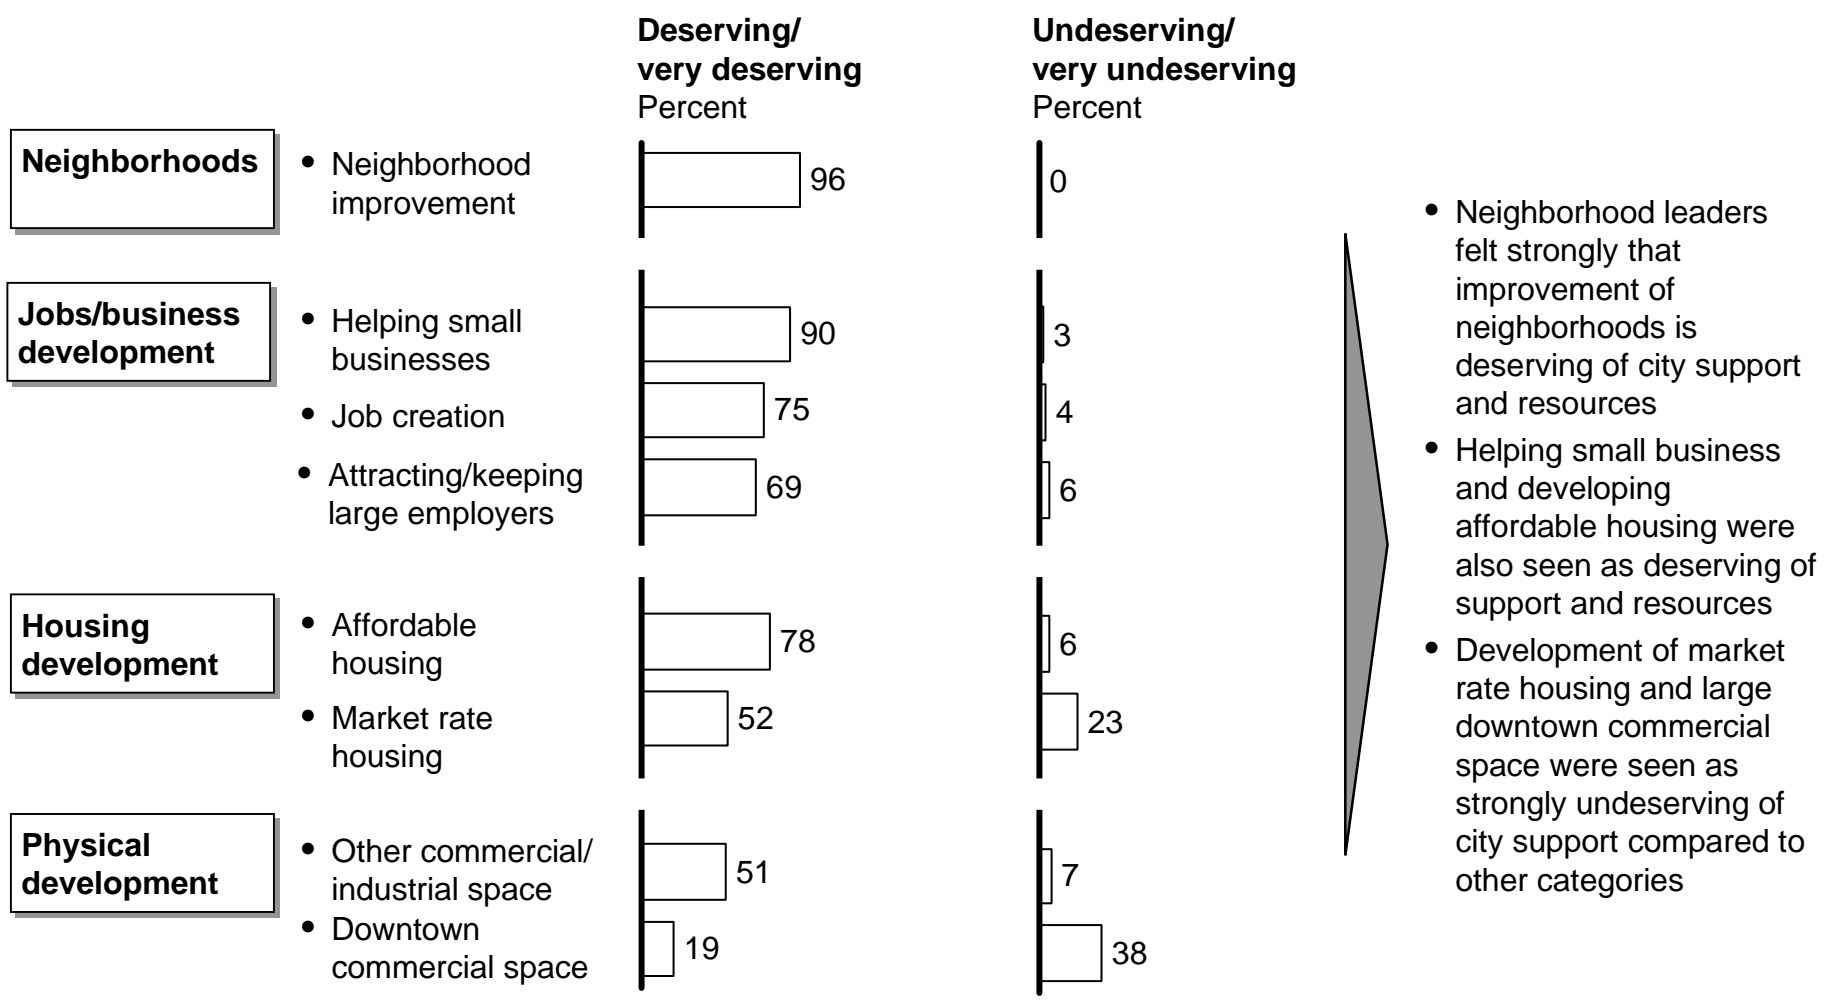 Deserving/
very deserving
Percent
Undeserving/
very undeserving
Percent
Neighborhoods
• Neighborhood
improvement
96
0
Jobs/business
development
• Helping small
businesses
90
3
• Job creation
75
4
• Attracting/keeping
large employers
69
6
Housing
development
• Affordable
housing
78
6
• Market rate
housing
52
23
Physical
development
• Other commercial/
industrial space
51
7
• Downtown
commercial space
19
38
• Neighborhood leaders
felt strongly that
improvement of
neighborhoods is
deserving of city support
and resources
• Helping small business
and developing
affordable housing were
also seen as deserving of
support and resources
• Development of market
rate housing and large
downtown commercial
space were seen as
strongly undeserving of
city support compared to
other categories